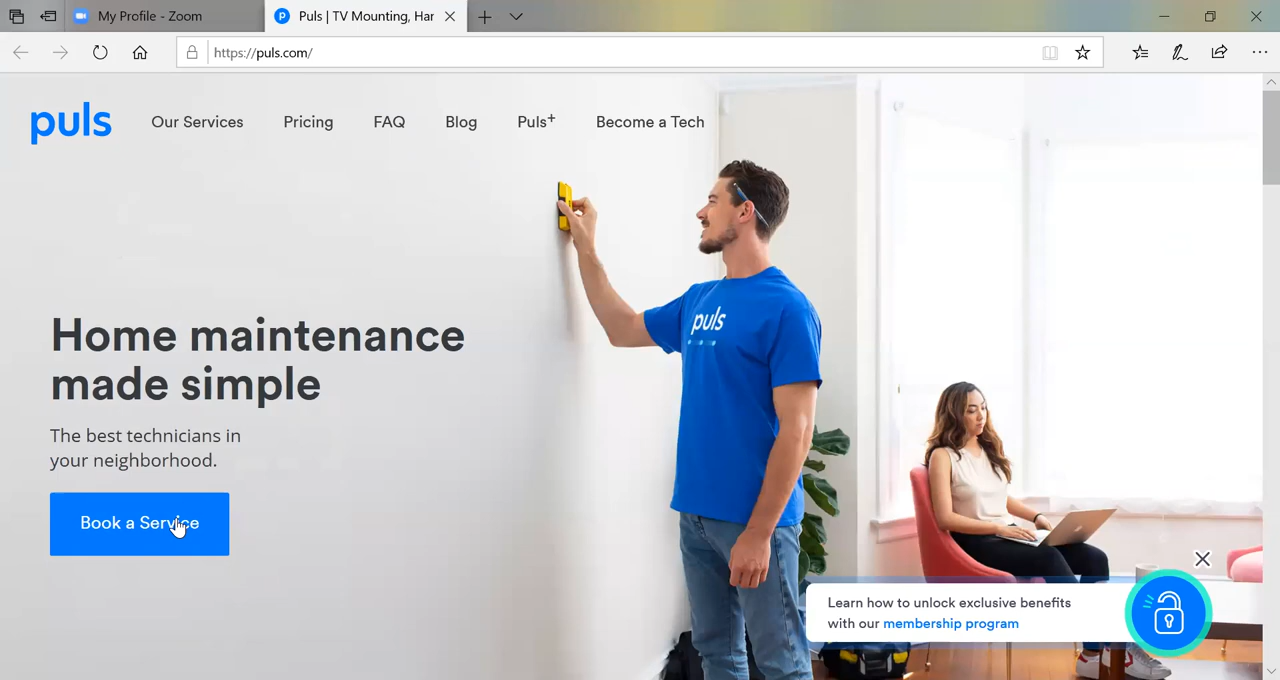 My Profile - Zoom
Puls | TV Mounting, Har
https://puls.com/
puls
Our Services
Pricing
FAQ
Blog
Puls+
Become a Tech
puls
Home maintenance
made simple
The best technicians in
your neighborhood.
Book a Service
Learn how to unlock exclusive benefits
with our membership program